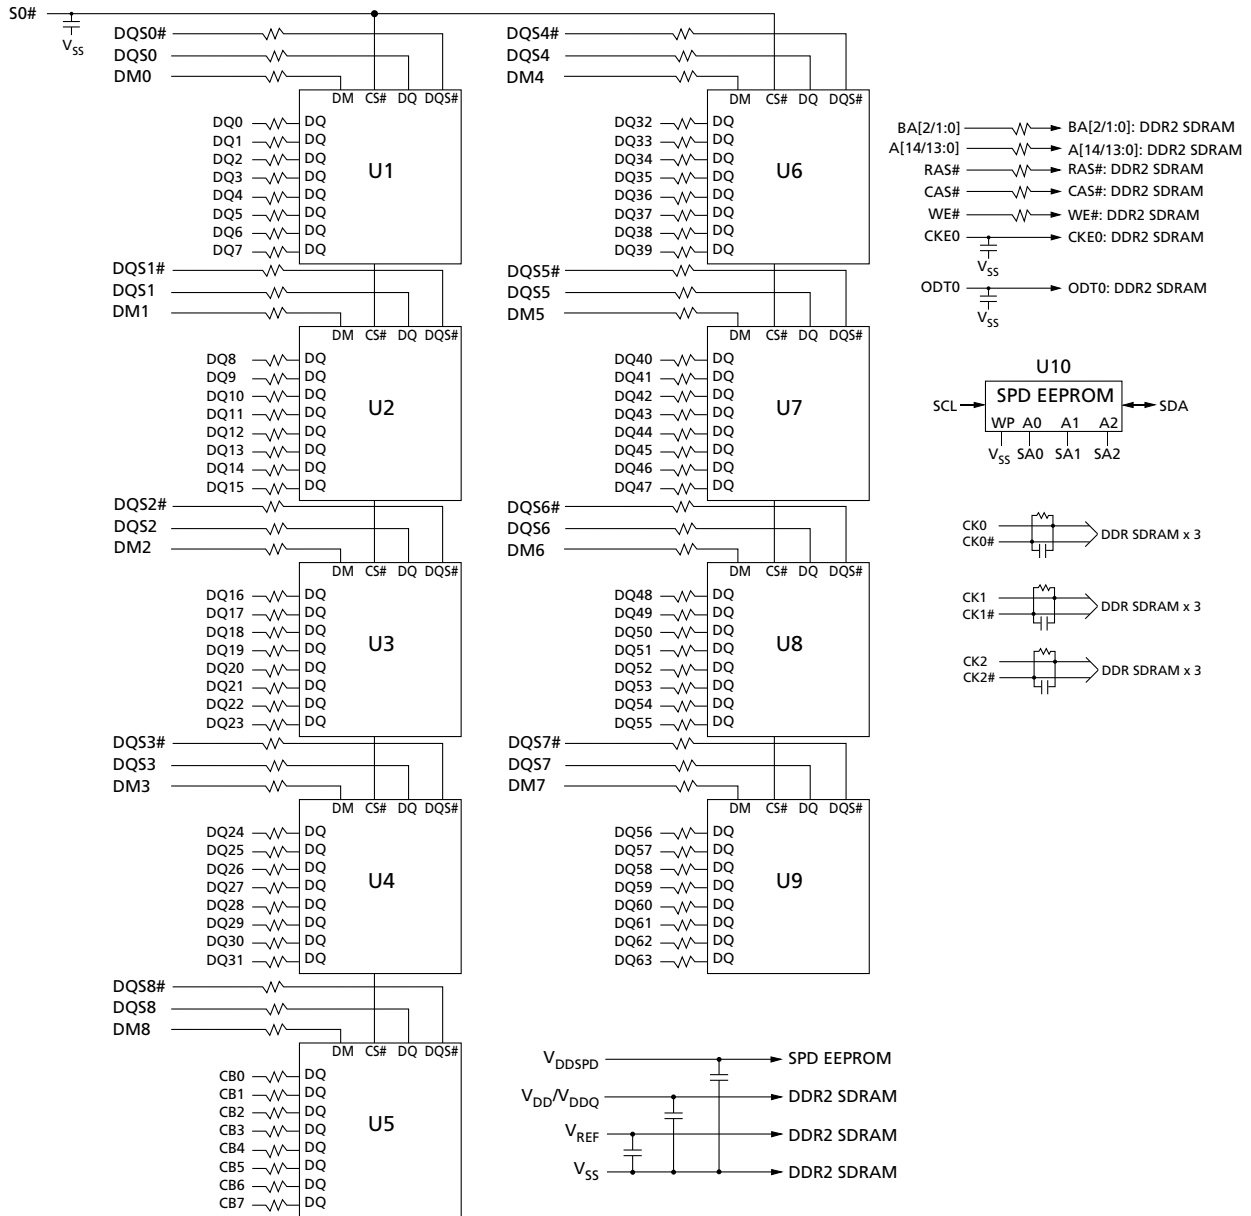 S0#
V_SS
DQS0#
DQS0
DM0
DM CS# DQ DQS#
DQ0 DQ
DQ1 DQ
DQ2 DQ
DQ3 DQ
DQ4 DQ
DQ5 DQ
DQ6 DQ
DQ7 DQ
U1
DQS1#
DQS1
DM1
DM CS# DQ DQS#
DQ8 DQ
DQ9 DQ
DQ10 DQ
DQ11 DQ
DQ12 DQ
DQ13 DQ
DQ14 DQ
DQ15 DQ
U2
DQS2#
DQS2
DM2
DM CS# DQ DQS#
DQ16 DQ
DQ17 DQ
DQ18 DQ
DQ19 DQ
DQ20 DQ
DQ21 DQ
DQ22 DQ
DQ23 DQ
U3
DQS3#
DQS3
DM3
DM CS# DQ DQS#
DQ24 DQ
DQ25 DQ
DQ26 DQ
DQ27 DQ
DQ28 DQ
DQ29 DQ
DQ30 DQ
DQ31 DQ
U4
DQS8#
DQS8
DM8
DM CS# DQ DQS#
CB0 DQ
CB1 DQ
CB2 DQ
CB3 DQ
CB4 DQ
CB5 DQ
CB6 DQ
CB7 DQ
U5
DQS4#
DQS4
DM4
DM CS# DQ DQS#
DQ32 DQ
DQ33 DQ
DQ34 DQ
DQ35 DQ
DQ36 DQ
DQ37 DQ
DQ38 DQ
DQ39 DQ
U6
DQS5#
DQS5
DM5
DM CS# DQ DQS#
DQ40 DQ
DQ41 DQ
DQ42 DQ
DQ43 DQ
DQ44 DQ
DQ45 DQ
DQ46 DQ
DQ47 DQ
U7
DQS6#
DQS6
DM6
DM CS# DQ DQS#
DQ48 DQ
DQ49 DQ
DQ50 DQ
DQ51 DQ
DQ52 DQ
DQ53 DQ
DQ54 DQ
DQ55 DQ
U8
DQS7#
DQS7
DM7
DM CS# DQ DQS#
DQ56 DQ
DQ57 DQ
DQ58 DQ
DQ59 DQ
DQ60 DQ
DQ61 DQ
DQ62 DQ
DQ63 DQ
U9
BA[2/1:0] BA[2/1:0]: DDR2 SDRAM
A[14/13:0] A[14/13:0]: DDR2 SDRAM
RAS# RAS#: DDR2 SDRAM
CAS# CAS#: DDR2 SDRAM
WE# WE#: DDR2 SDRAM
CKE0 CKE0: DDR2 SDRAM
V_SS
ODT0 ODT0: DDR2 SDRAM
V_SS
U10
SPD EEPROM
SCL SDA
WP A0 A1 A2
V_SS SA0 SA1 SA2
CK0
CK0#
DDR SDRAM x 3
CK1
CK1#
DDR SDRAM x 3
CK2
CK2#
DDR SDRAM x 3
V_DDSPD SPD EEPROM
V_DD/V_DDQ DDR2 SDRAM
V_REF DDR2 SDRAM
V_SS DDR2 SDRAM